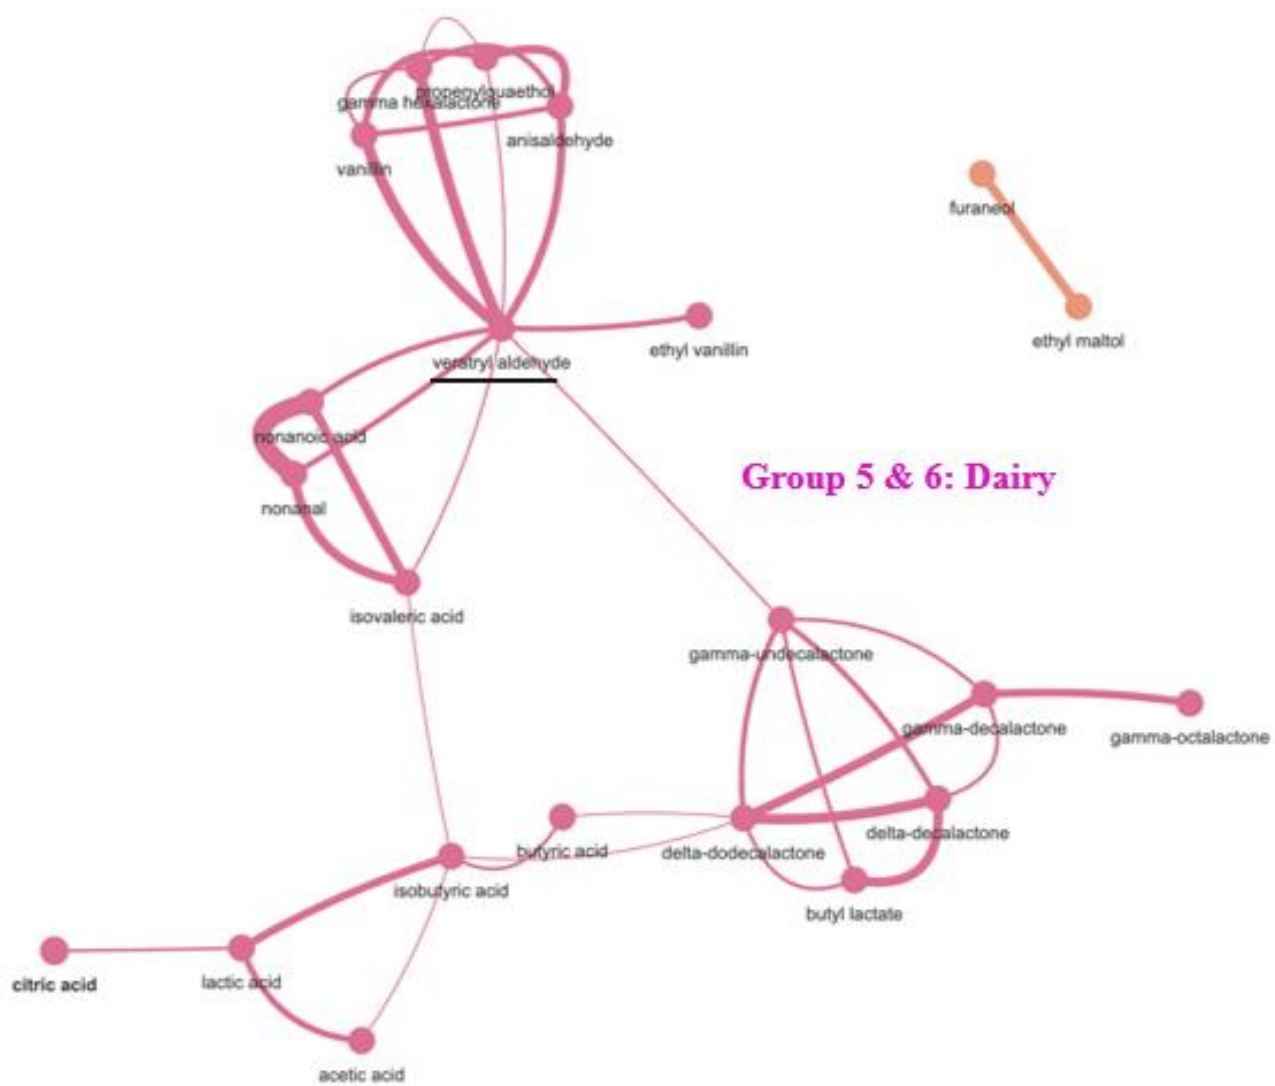 propenylguaethol
gamma hexalactone
anisaldehyde
vanillin
furaneol
ethyl maltol
ethyl vanillin
veratryl aldehyde
nonanoic acid
Group 5 & 6: Dairy
nonanal
isovaleric acid
gamma-undecalactone
gamma-decalactone
gamma-octalactone
delta-decalactone
butyric acid
delta-dodecalactone
isobutyric acid
butyl lactate
citric acid
lactic acid
acetic acid